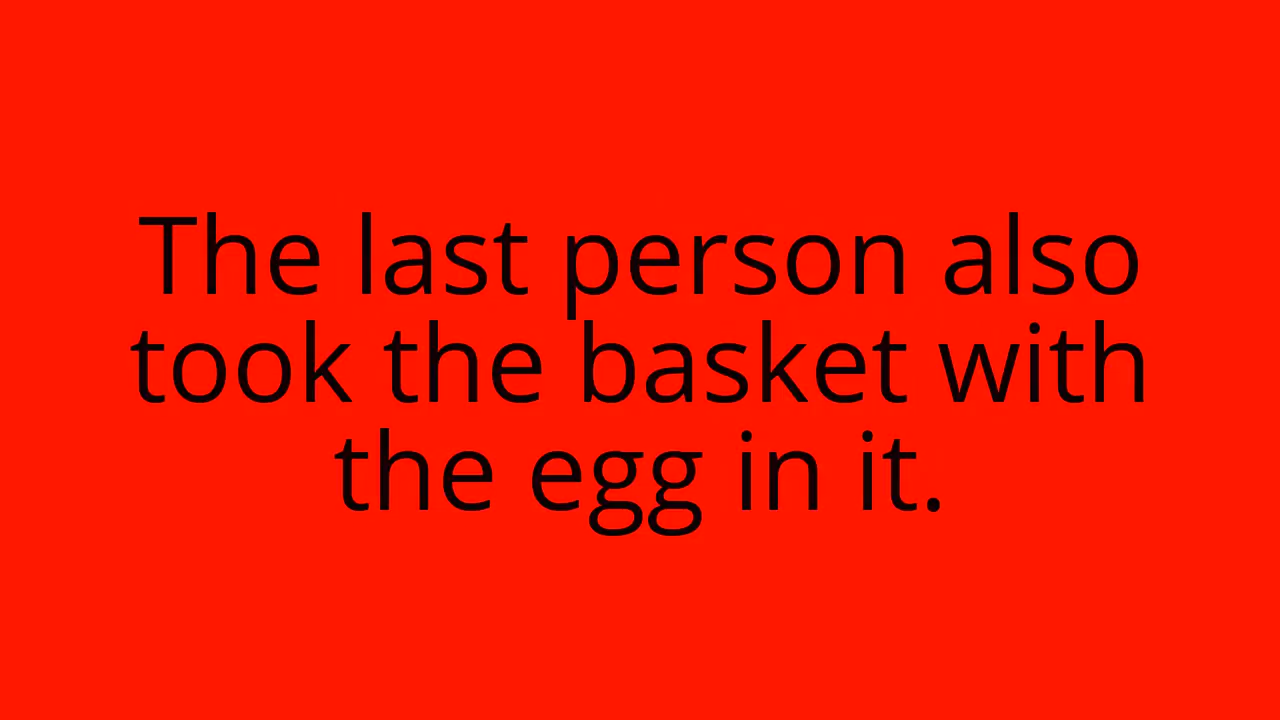 The last person also
took the basket with
the egg in it.